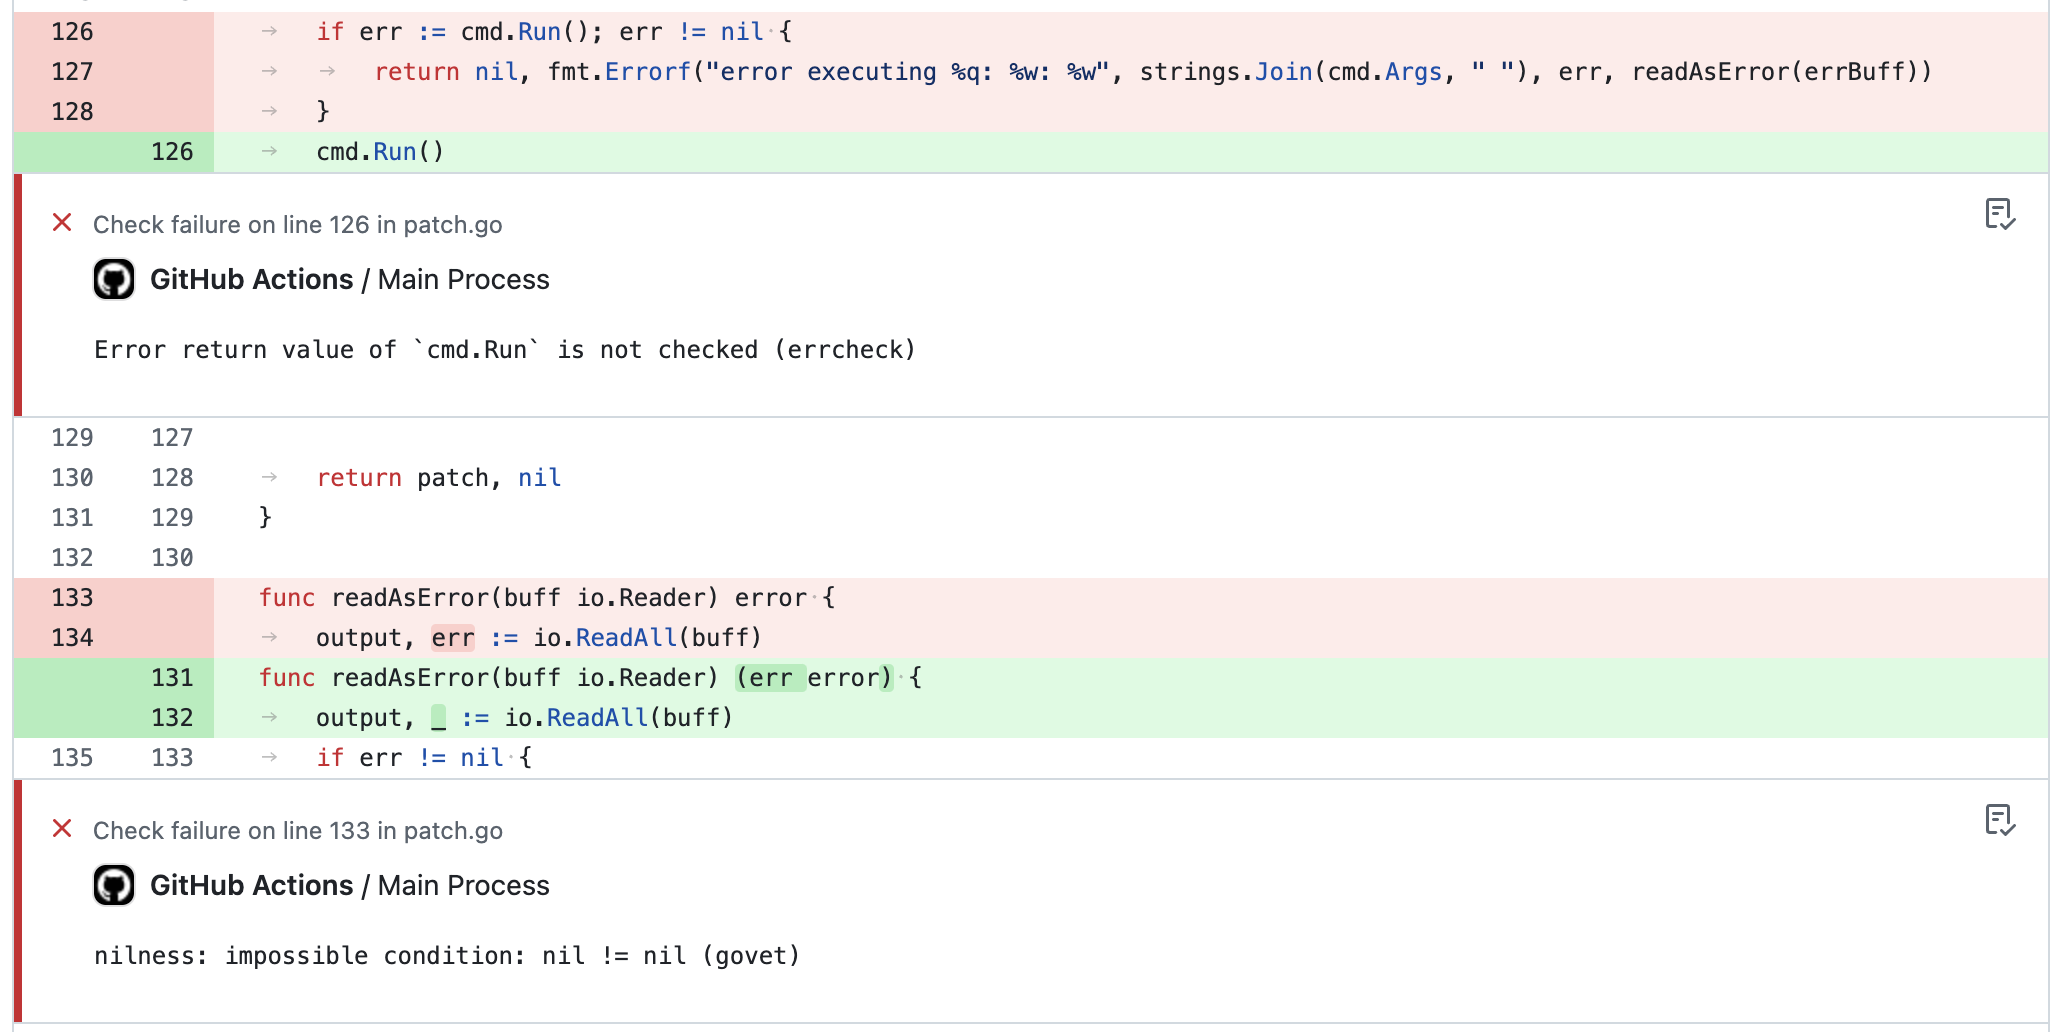 126 → if err := cmd.Run(); err != nil·{
127 → → return nil, fmt.Errorf("error executing %q: %w: %w", strings.Join(cmd.Args, " "), err, readAsError(errBuff))
128 → }
126 → cmd.Run()
Check failure on line 126 in patch.go
GitHub Actions / Main Process
Error return value of `cmd.Run` is not checked (errcheck)
129 127
130 128 → return patch, nil
131 129 }
132 130
133 func readAsError(buff io.Reader) error·{
134 → output, err := io.ReadAll(buff)
131 func readAsError(buff io.Reader) (err error)·{
132 → output, _ := io.ReadAll(buff)
135 133 → if err != nil·{
Check failure on line 133 in patch.go
GitHub Actions / Main Process
nilness: impossible condition: nil != nil (govet)